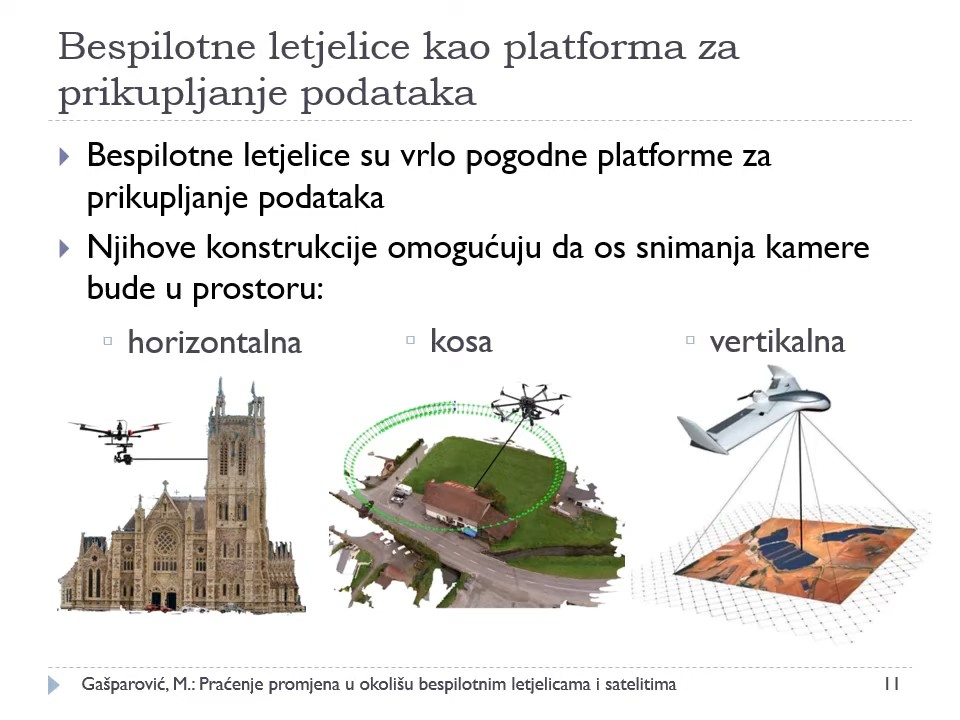 Bespilotne letjelice kao platforma za
prikupljanje podataka
Bespilotne letjelice su vrlo pogodne platforme za
prikupljanje podataka
Njihove konstrukcije omogućuju da os snimanja kamere
bude u prostoru:
horizontalna
kosa
vertikalna
Gašparović, M.: Praćenje promjena u okolišu bespilotnim letjelicama i satelitima
11